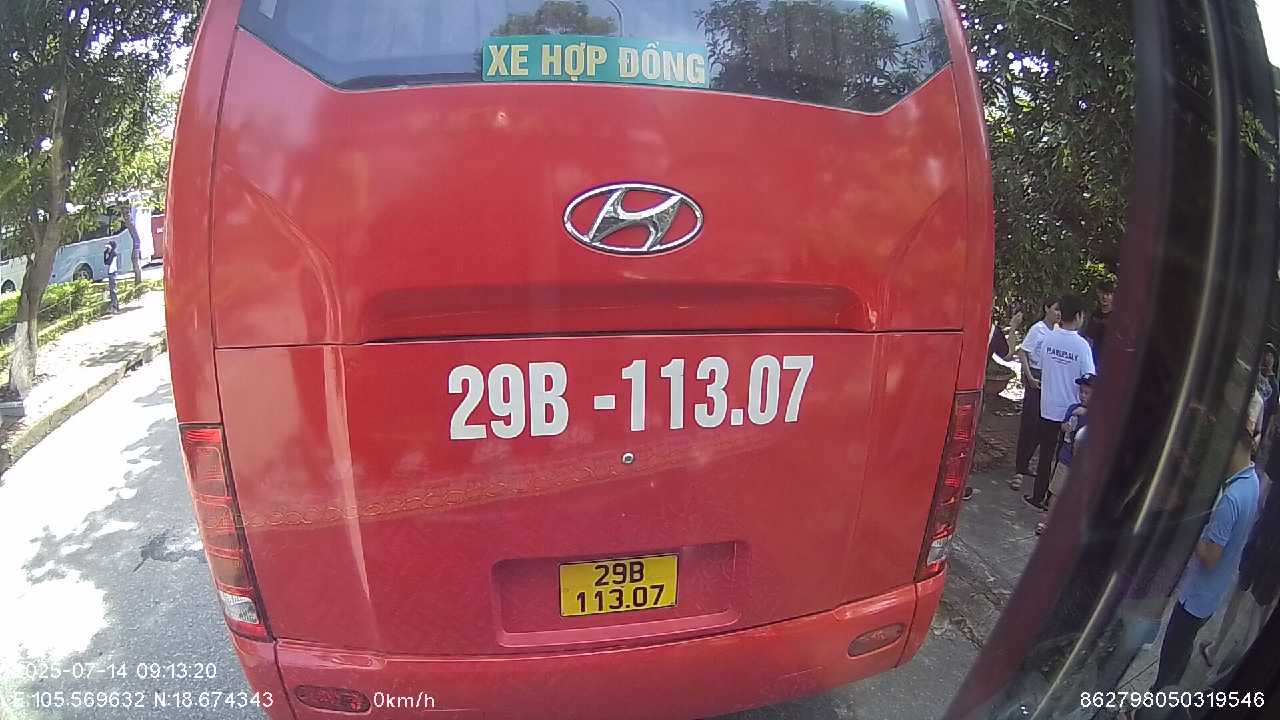 XE HỢP ĐỒNG
29B -113.07
29B
113.07
2025-07-14 09:13:20
E:105.569632 N:18.674343 0km/h
862798050319546